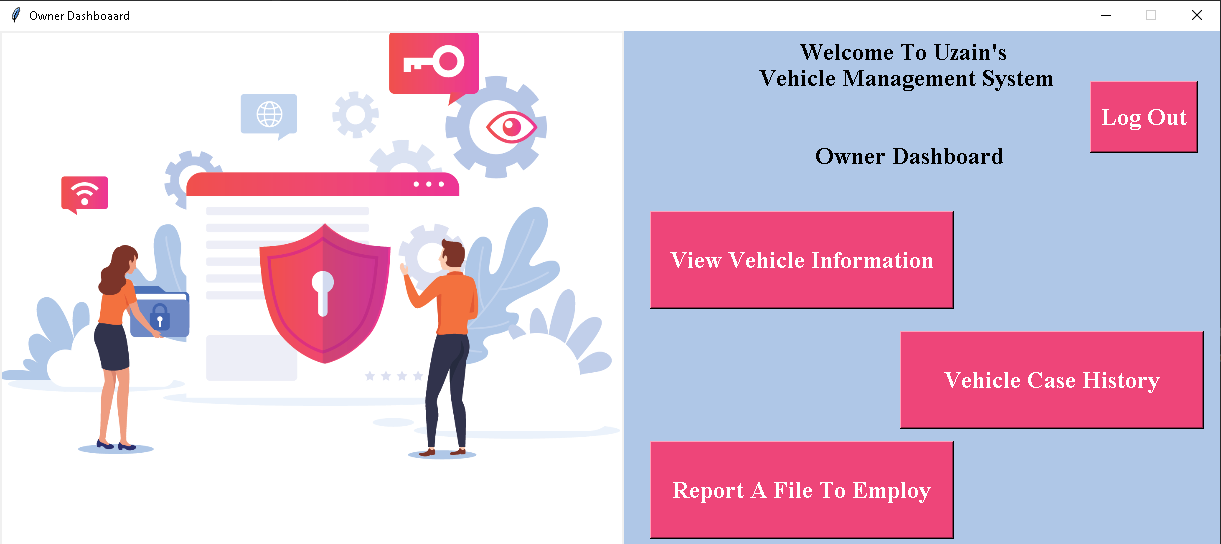 Owner Dashboaard
Welcome To Uzain's
Vehicle Management System
Log Out
Owner Dashboard
View Vehicle Information
Vehicle Case History
Report A File To Employ